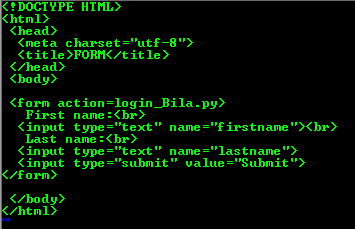 <!DOCTYPE HTML>
<html>
<head>
<meta charset="utf-8">
<title>FORM</title>
</head>
<body>
<form action=login_Bila.py>
First name:<br>
<input type="text" name="firstname"><br>
Last name:<br>
<input type="text" name="lastname">
<input type="submit" value="Submit">
</form>
</body>
</html>
~